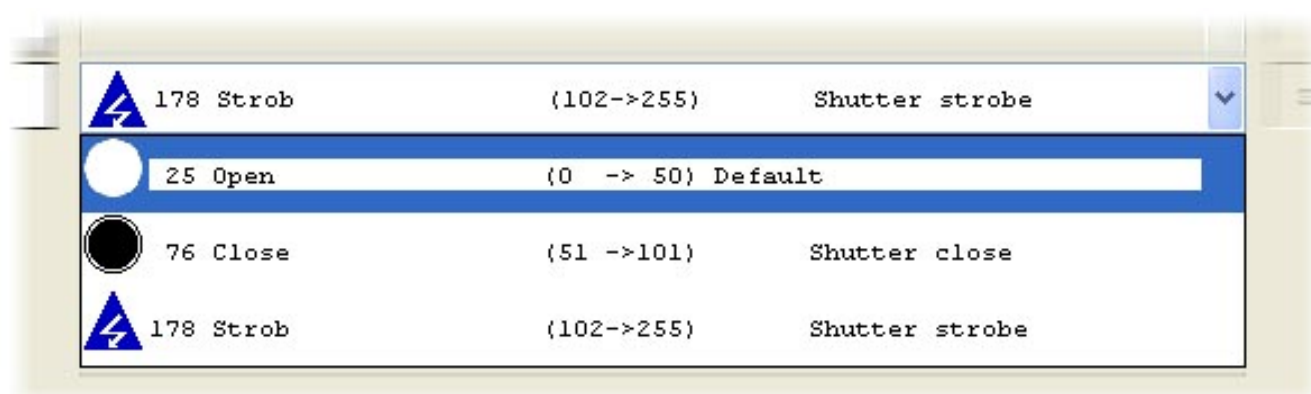 178 Strob (102->255) Shutter strobe
25 Open (0 -> 50) Default
76 Close (51 ->101) Shutter close
178 Strob (102->255) Shutter strobe